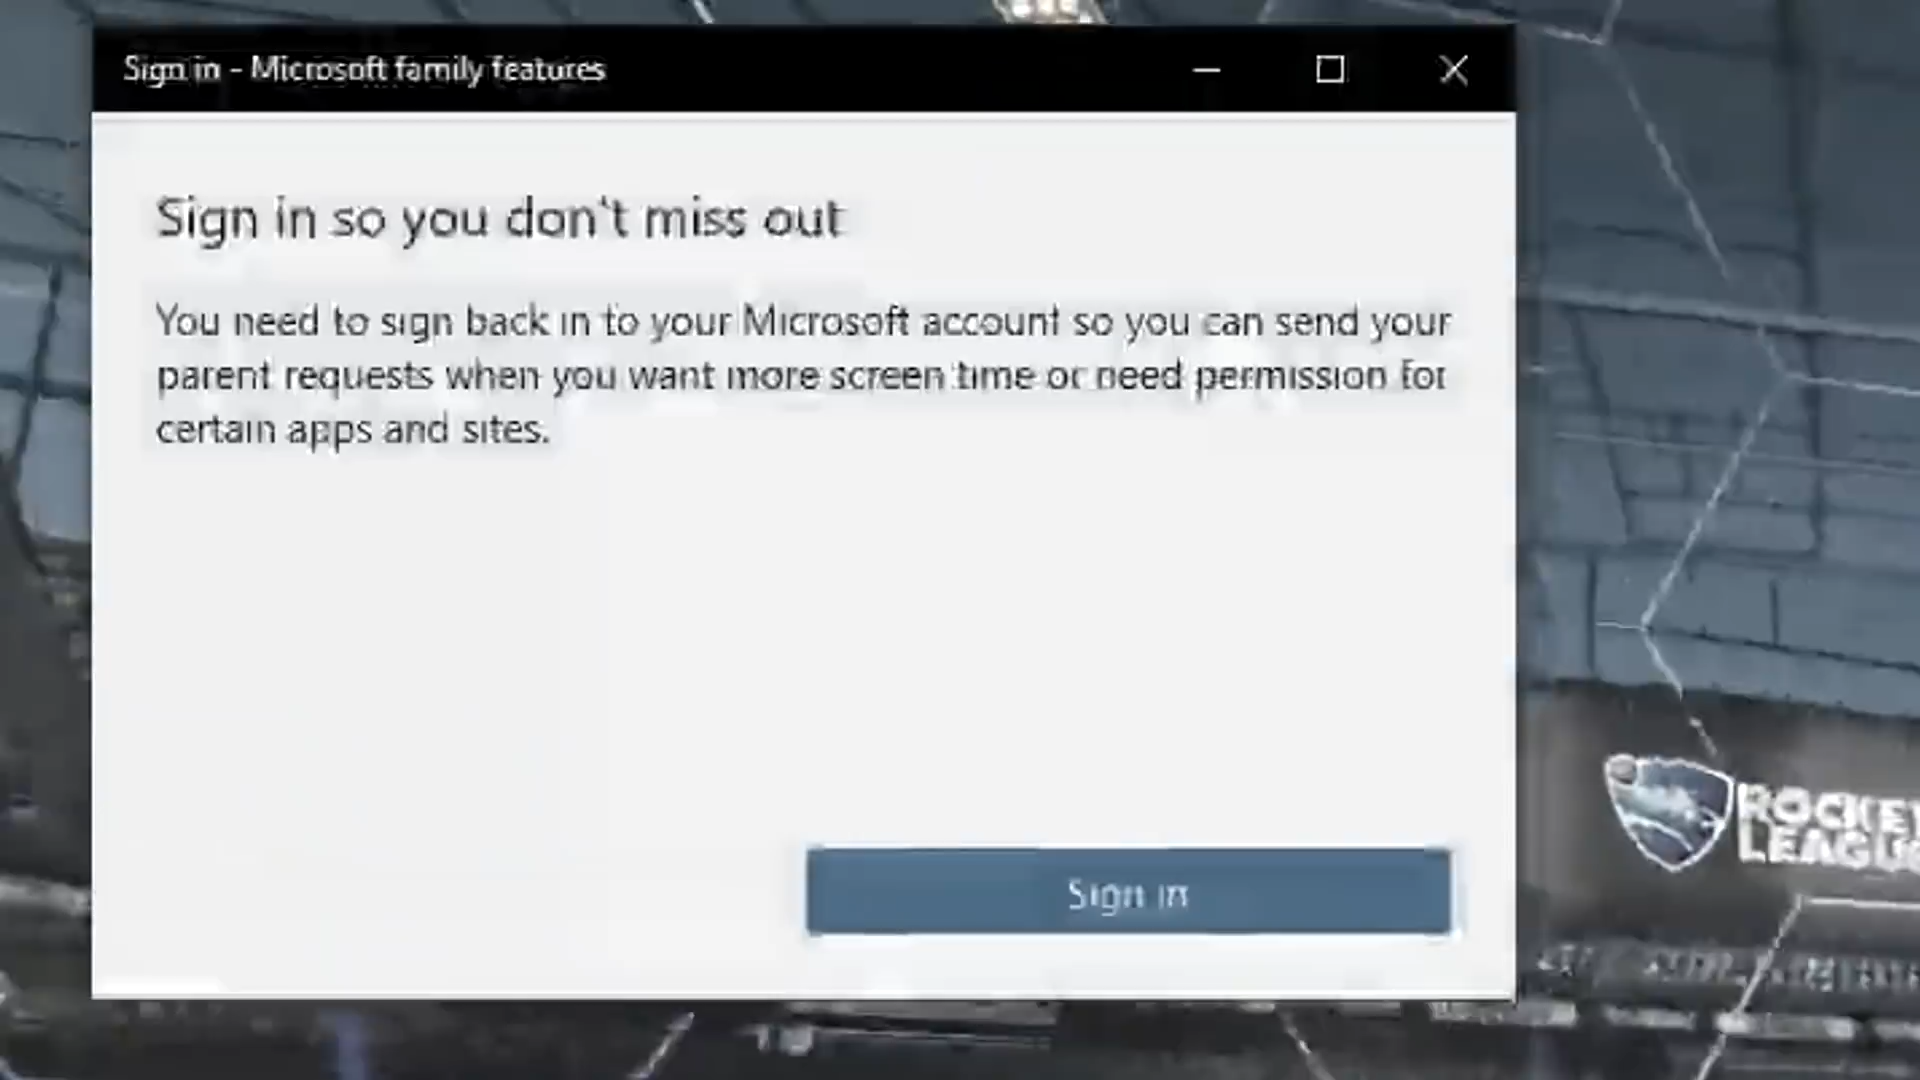 Sign in - Microsoft family features
Sign in so you don't miss out
You need to sign back in to your Microsoft account so you can send your
parent requests when you want more screen time or need permission for
certain apps and sites.
Sign in
ROCKET
LEAGUE